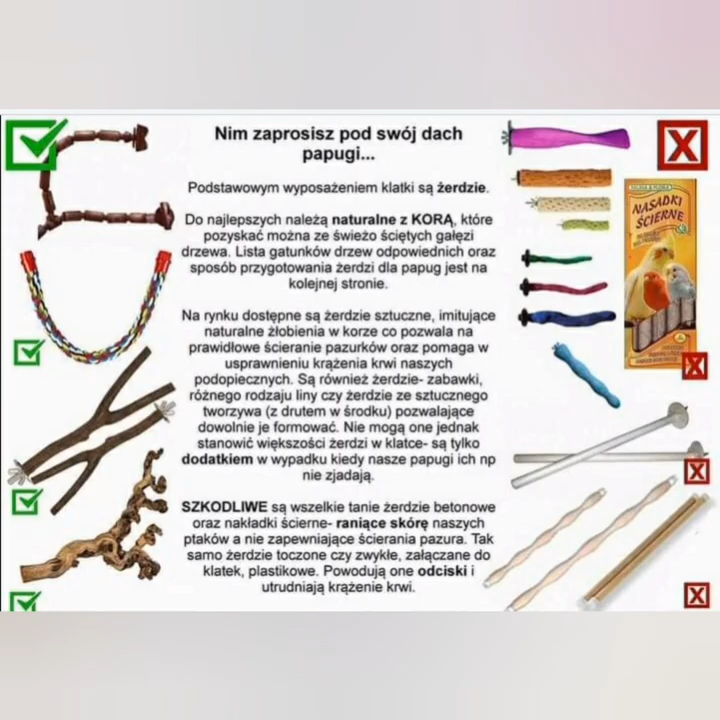 Nim zaprosisz pod swój dach
papugi...
Podstawowym wyposażeniem klatki są żerdzie.
Do najlepszych należą naturalne z KORĄ, które
pozyskać można ze świeżo ściętych gałęzi
drzewa. Lista gatunków drzew odpowiednich oraz
sposób przygotowania żerdzi dla papug jest na
kolejnej stronie.
Na rynku dostępne są żerdzie sztuczne, imitujące
naturalne żłobienia w korze co pozwala na
prawidłowe ścieranie pazurków oraz pomaga w
usprawnieniu krążenia krwi naszych
podopiecznych. Są również żerdzie- zabawki,
różnego rodzaju liny czy żerdzie ze sztucznego
tworzywa (z drutem w środku) pozwalające
dowolnie je formować. Nie mogą one jednak
stanowić większości żerdzi w klatce- są tylko
dodatkiem w wypadku kiedy nasze papugi ich np
nie zjadają.
SZKODLIWE są wszelkie tanie żerdzie betonowe
oraz nakładki ścierne- raniące skórę naszych
ptaków a nie zapewniające ścierania pazura. Tak
samo żerdzie toczone czy zwykłe, załączane do
klatek, plastikowe. Powodują one odciski i
utrudniają krążenie krwi.
NASADKI
ŚCIERNE